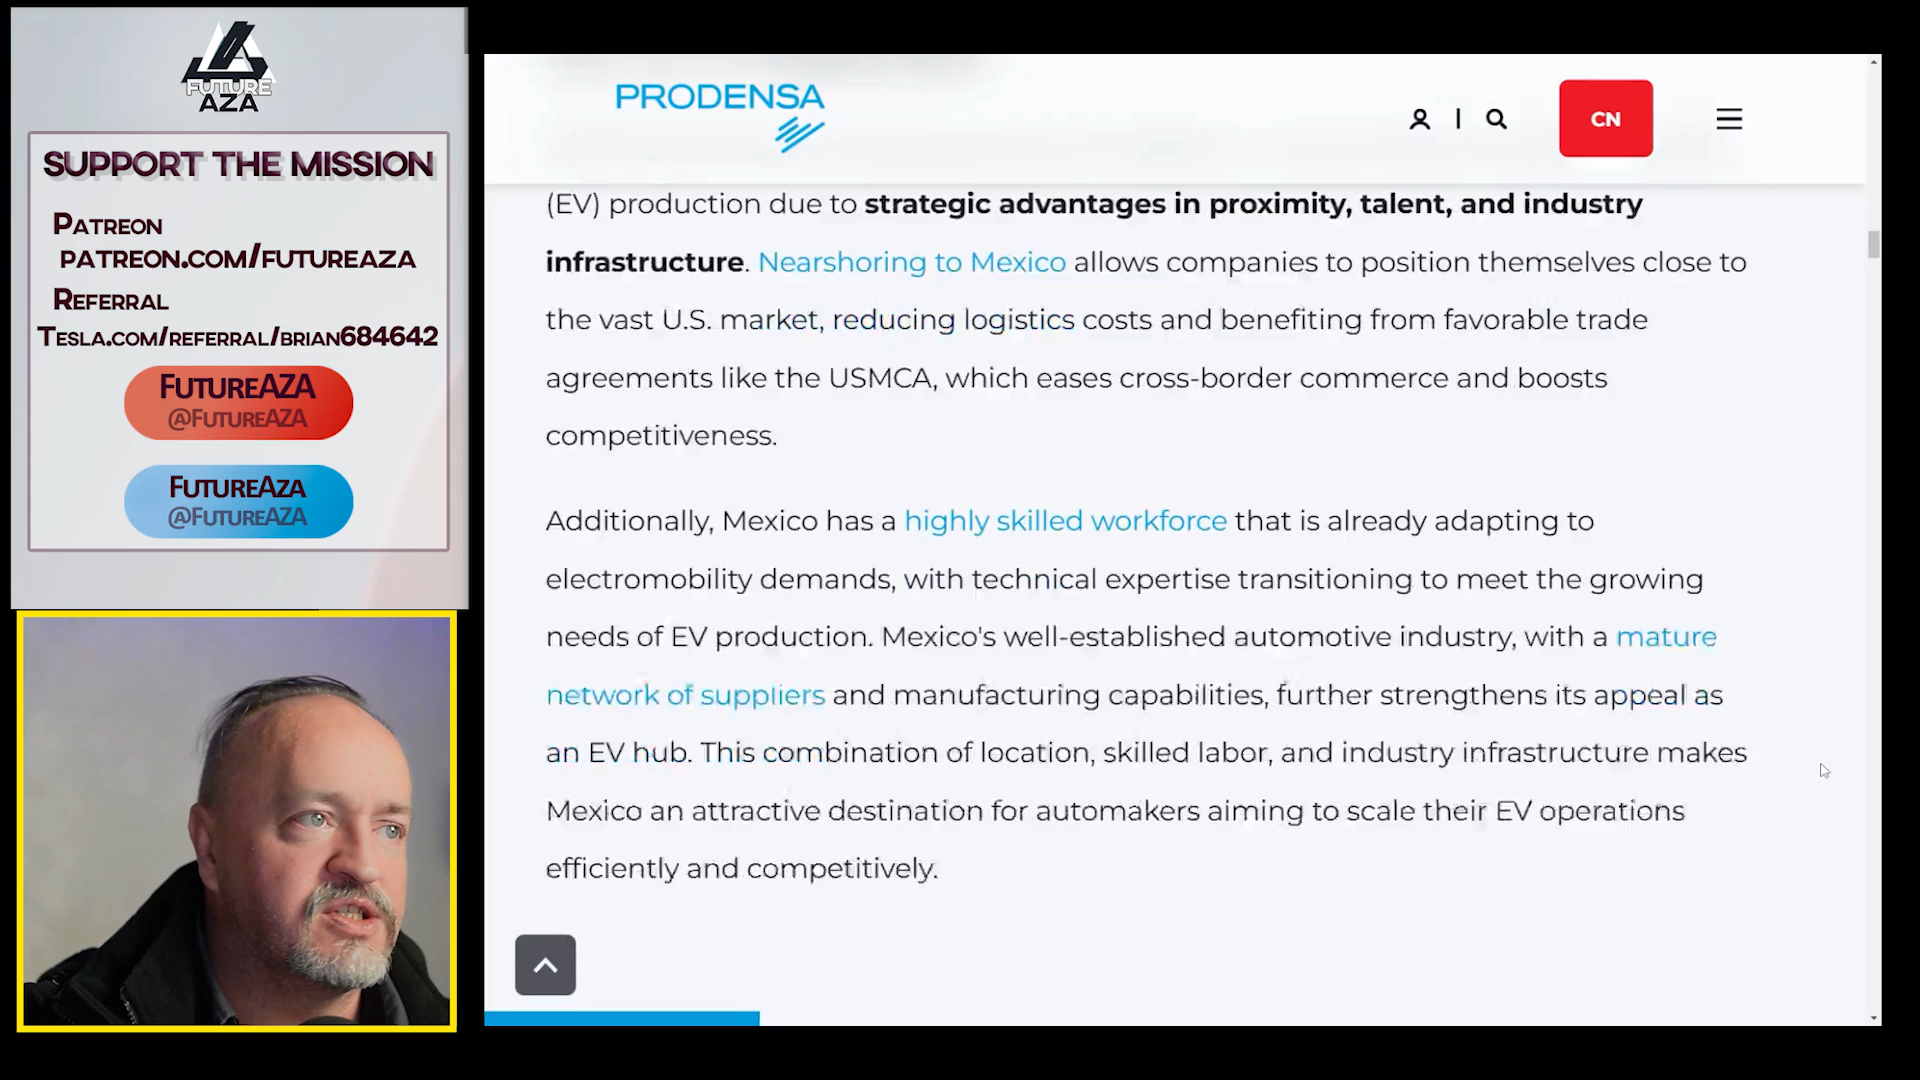 FUTURE
AZA
SUPPORT THE MISSION
PATREON
PATREON.COM/FUTUREAZA
REFERRAL
TESLA.COM/REFERRAL/BRIAN684642
FUTUREAZA
@FUTUREAZA
FUTUREAZA
@FUTUREAZA
PRODENSA
CN
(EV) production due to strategic advantages in proximity, talent, and industry
infrastructure. Nearshoring to Mexico allows companies to position themselves close to
the vast U.S. market, reducing logistics costs and benefiting from favorable trade
agreements like the USMCA, which eases cross-border commerce and boosts
competitiveness.
Additionally, Mexico has a highly skilled workforce that is already adapting to
electromobility demands, with technical expertise transitioning to meet the growing
needs of EV production. Mexico's well-established automotive industry, with a mature
network of suppliers and manufacturing capabilities, further strengthens its appeal as
an EV hub. This combination of location, skilled labor, and industry infrastructure makes
Mexico an attractive destination for automakers aiming to scale their EV operations
efficiently and competitively.